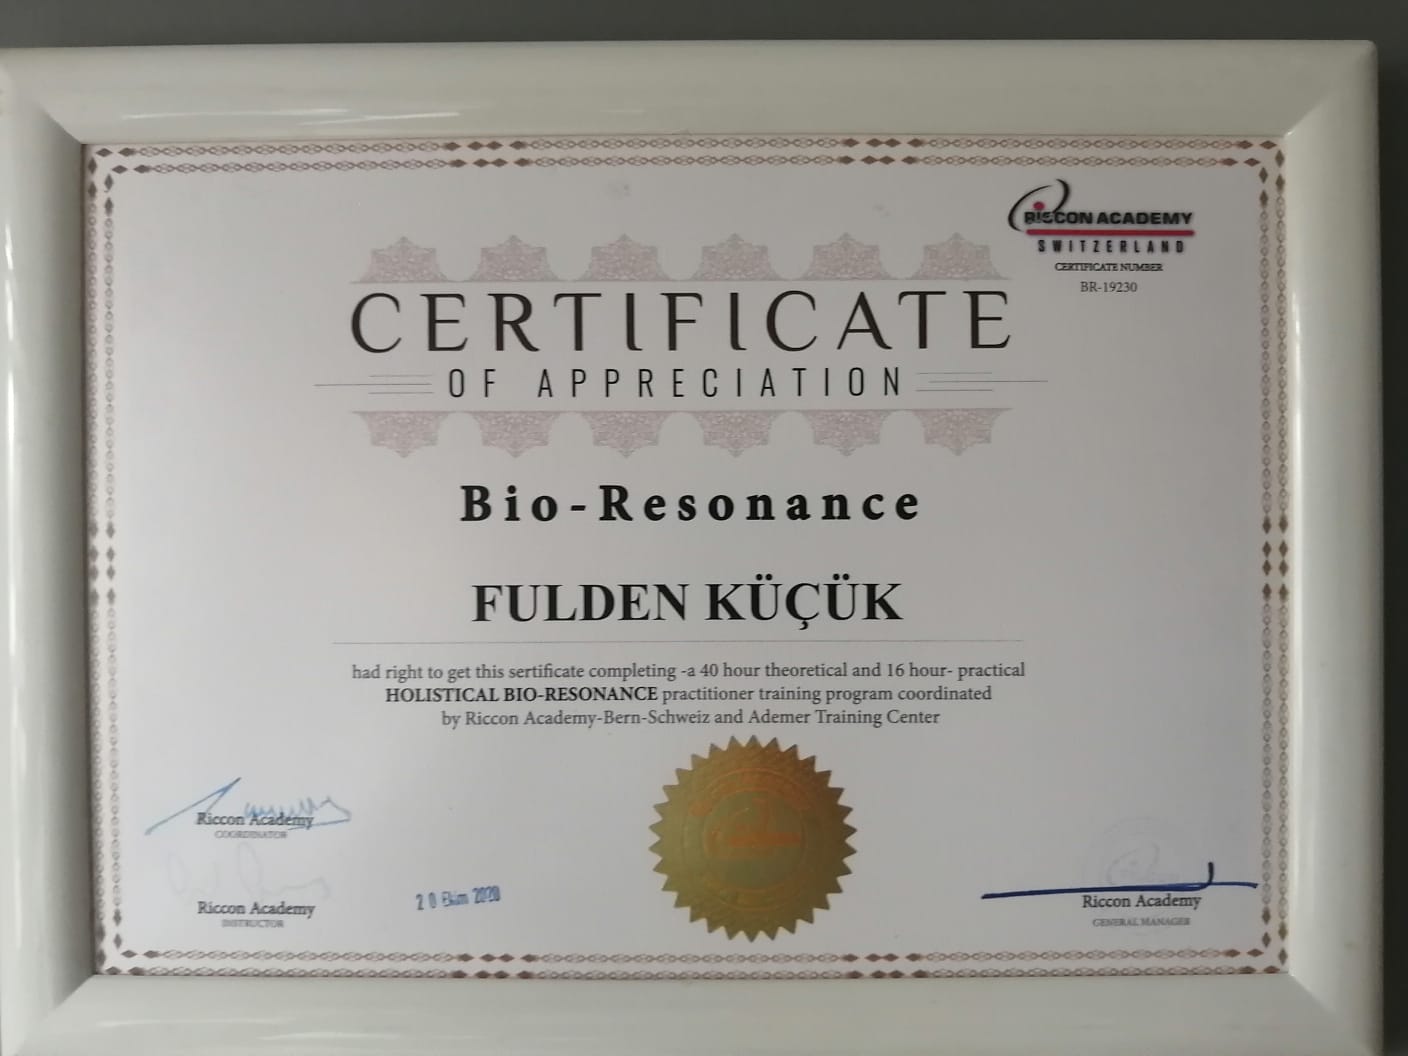 RISCON ACADEMY
SWITZERLAND
CERTIFICATE NUMBER
BR-19230
CERTIFICATE
OF APPRECIATION
Bio-Resonance
FULDEN KÜÇÜK
had right to get this sertificate completing -a 40 hour theoretical and 16 hour- practical
HOLISTICAL BIO-RESONANCE practitioner training program coordinated
by Riccon Academy-Bern-Schweiz and Ademer Training Center
Riccon Academy
COORDINATOR
Riccon Academy
INSTRUCTOR
20 Ekim 2020
Riccon Academy
GENERAL MANAGER